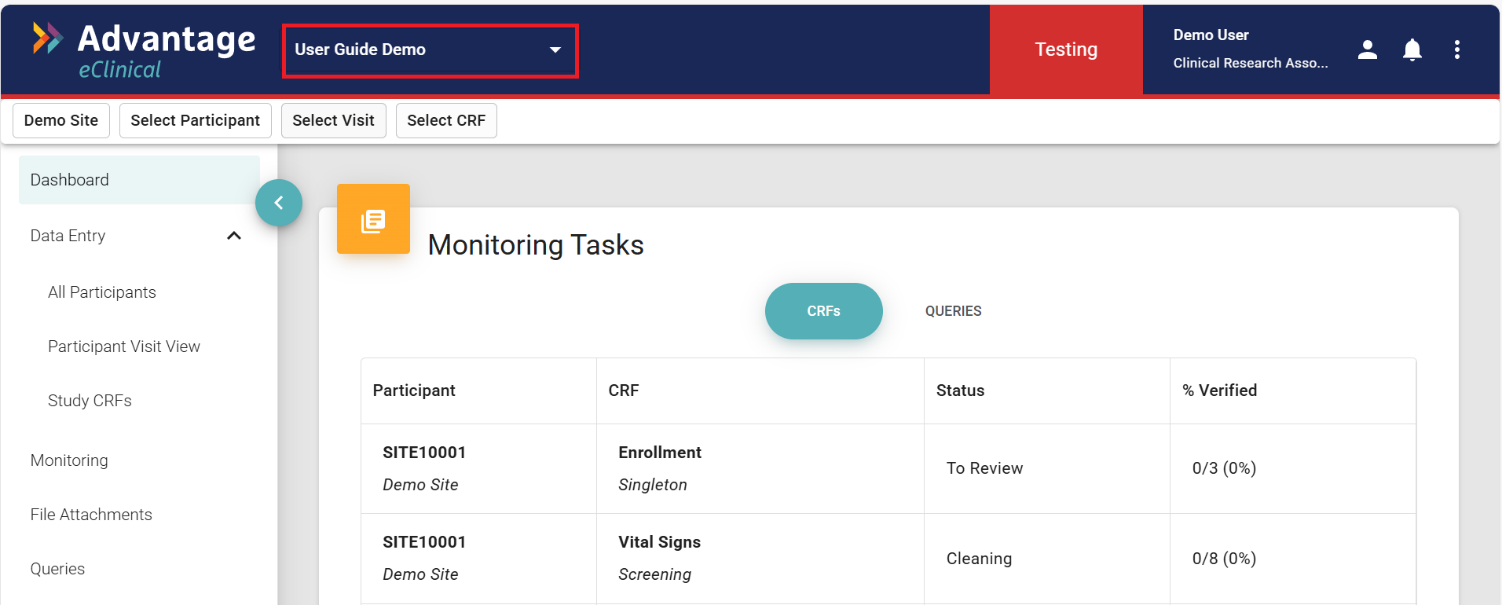 Advantage
eClinical
User Guide Demo
Testing
Demo User
Clinical Research Asso...
Demo Site
Select Participant
Select Visit
Select CRF
Dashboard
Data Entry
All Participants
Participant Visit View
Study CRFs
Monitoring
File Attachments
Queries
Monitoring Tasks
CRFs
QUERIES
Participant CRF Status % Verified
SITE10001 Enrollment
Demo Site Singleton
To Review 0/3 (0%)
SITE10001 Vital Signs
Demo Site Screening
Cleaning 0/8 (0%)